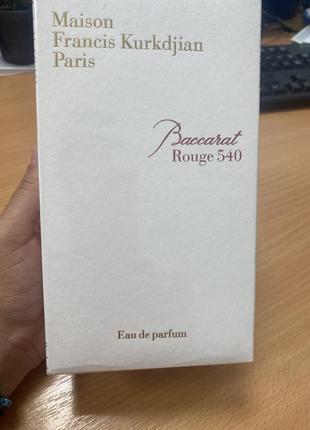 Maison
Francis Kurkdjian
Paris
Baccarat
Rouge 540
Eau de parfum